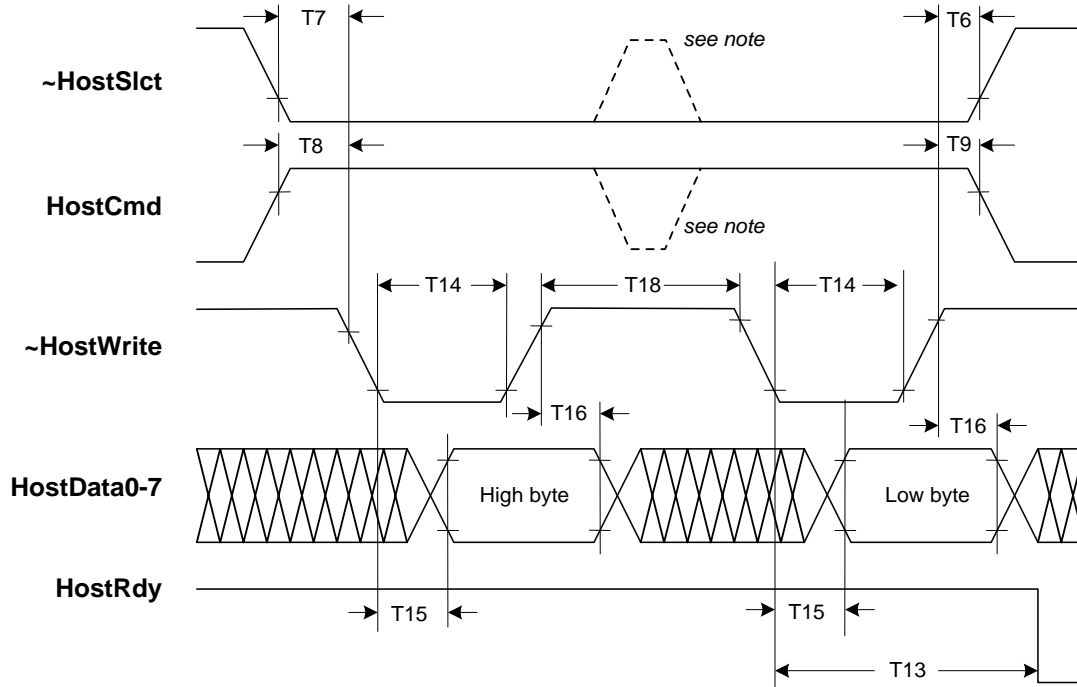 T7
T6
see note
~HostSlct
T8
T9
HostCmd
see note
T14
T18
T14
~HostWrite
T16
T16
HostData0-7
High byte
Low byte
HostRdy
T15
T15
T13